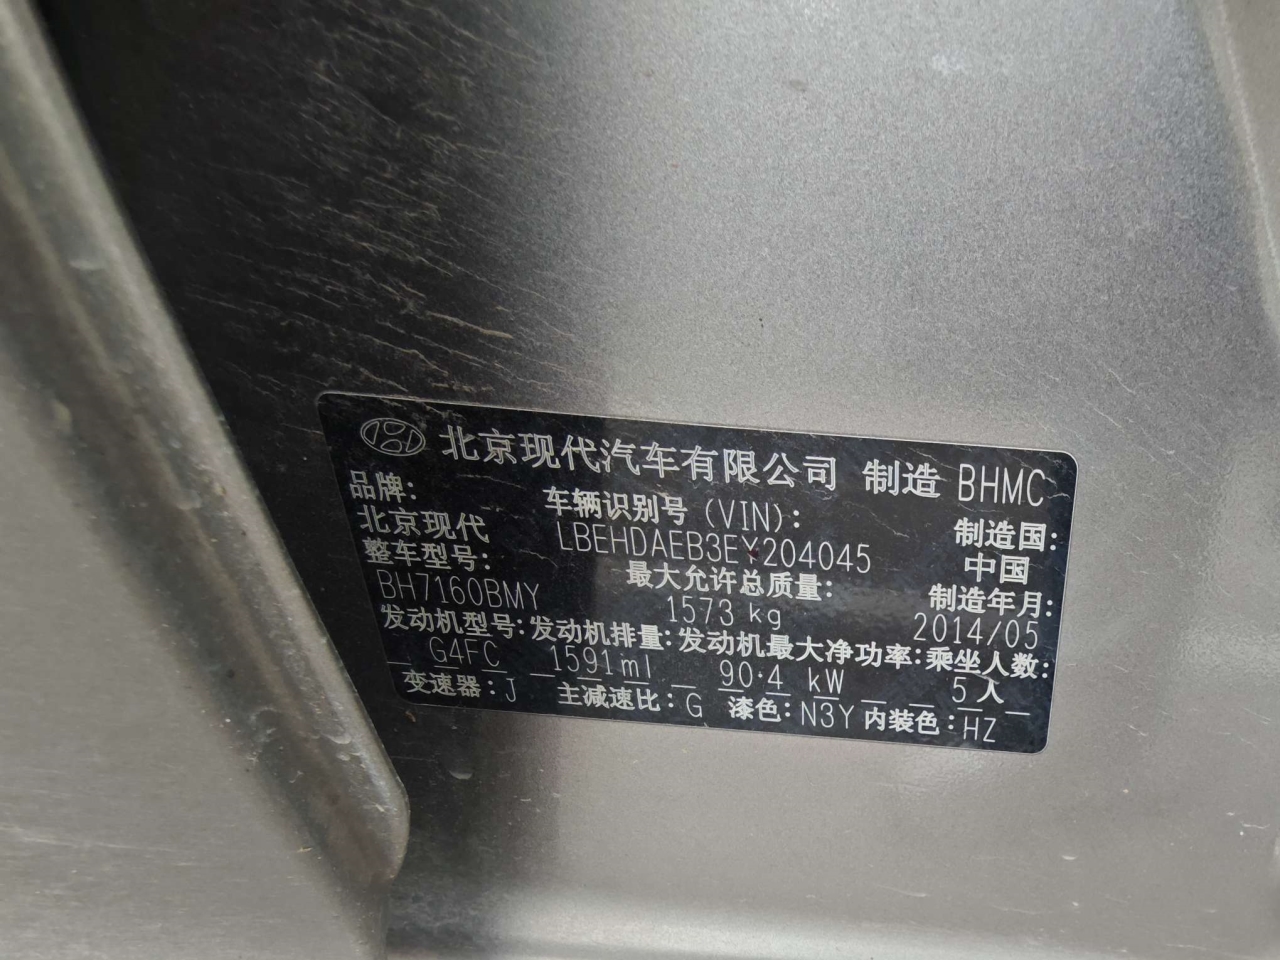 北京现代汽车有限公司 制造 BHMC
品牌: 车辆识别号 (VIN): 制造国:
北京现代 LBEHDAEB3EY204045 中国
整车型号: 最大允许总质量: 制造年月:
BH7160BMY 1573 kg 2014/05
发动机型号: 发动机排量: 发动机最大净功率: 乘坐人数:
G4FC 1591ml 90.4 kW 5人
变速器: J 主减速比: G 漆色: N3Y 内装色: HZ